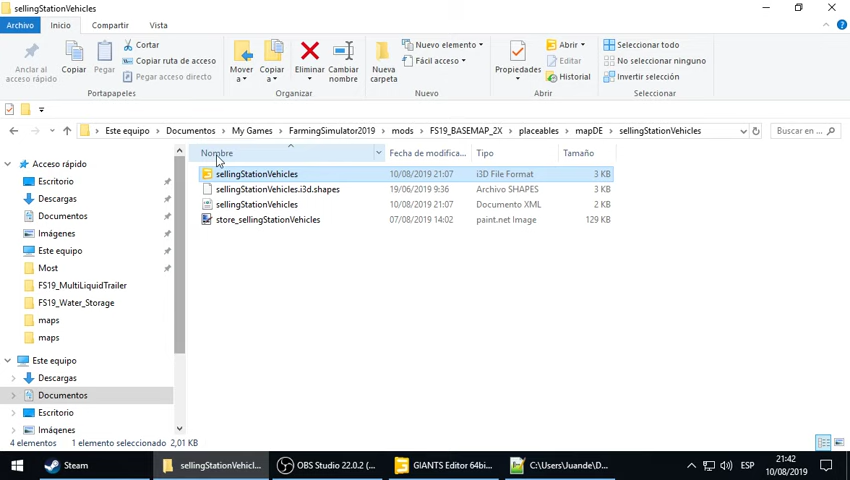 sellingStationVehicles
Archivo Inicio Compartir Vista
Anclar al acceso rápido
Copiar
Pegar
Cortar
Copiar ruta de acceso
Pegar acceso directo
Portapapeles
Mover a
Copiar a
Eliminar
Cambiar nombre
Organizar
Nueva carpeta
Nuevo elemento
Fácil acceso
Nuevo
Propiedades
Abrir
Historial
Abrir
Seleccionar todo
No seleccionar ninguno
Invertir selección
Seleccionar
Este equipo > Documentos > My Games > FarmingSimulator2019 > mods > FS19_BASEMAP_2X > placeables > mapDE > sellingStationVehicles
Buscar en ...
Nombre Fecha de modifica... Tipo Tamaño
sellingStationVehicles 10/08/2019 21:07 i3D File Format 3 KB
sellingStationVehicles.i3d.shapes 19/06/2019 9:36 Archivo SHAPES 3 KB
sellingStationVehicles 10/08/2019 21:07 Documento XML 2 KB
store_sellingStationVehicles 07/08/2019 14:02 paint.net Image 129 KB
Acceso rápido
Escritorio
Descargas
Documentos
Imágenes
Este equipo
Most
FS19_MultiLiquidTrailer
FS19_Water_Storage
maps
maps
Este equipo
Descargas
Documentos
Escritorio
Imágenes
4 elementos 1 elemento seleccionado 2,01 KB
Steam
sellingStationVehicl...
OBS Studio 22.0.2 (...
GIANTS Editor 64bi...
C:\Users\Juande\D...
ESP
21:42
10/08/2019